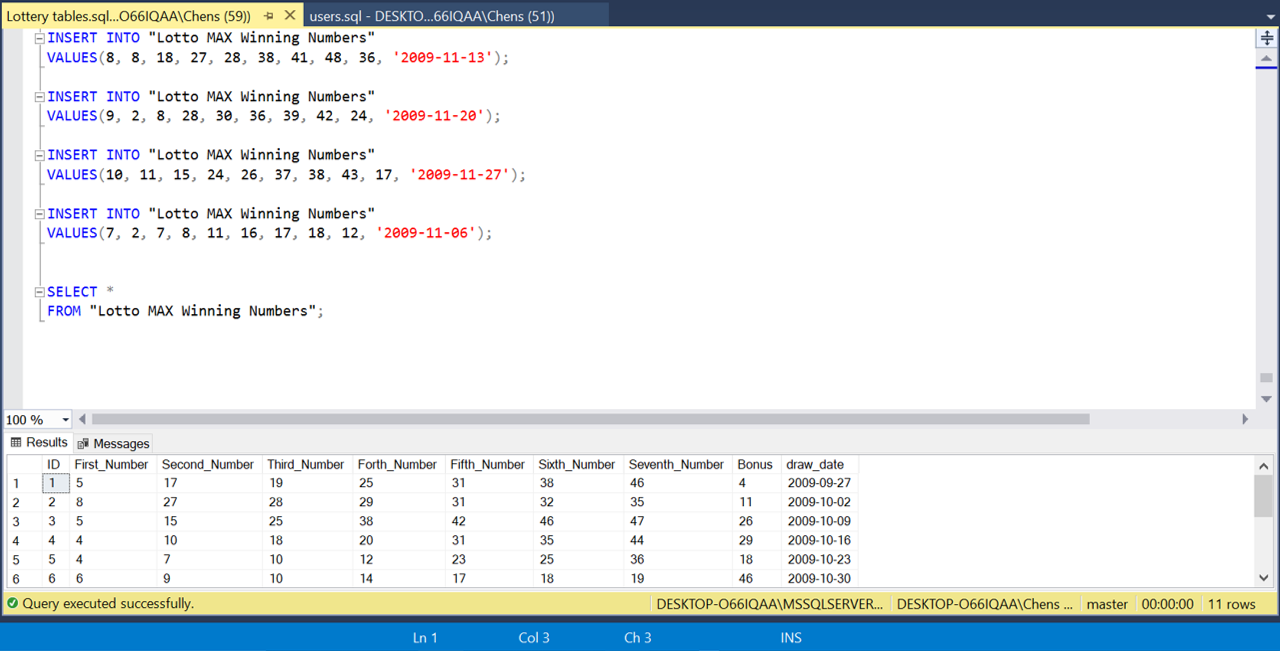 Lottery tables.sql...O66IQAA\Chens (59)) users.sql - DESKTO...66IQAA\Chens (51))
INSERT INTO "Lotto MAX Winning Numbers"
VALUES(8, 8, 18, 27, 28, 38, 41, 48, 36, '2009-11-13');
INSERT INTO "Lotto MAX Winning Numbers"
VALUES(9, 2, 8, 28, 30, 36, 39, 42, 24, '2009-11-20');
INSERT INTO "Lotto MAX Winning Numbers"
VALUES(10, 11, 15, 24, 26, 37, 38, 43, 17, '2009-11-27');
INSERT INTO "Lotto MAX Winning Numbers"
VALUES(7, 2, 7, 8, 11, 16, 17, 18, 12, '2009-11-06');
SELECT *
FROM "Lotto MAX Winning Numbers";
100 %
Results Messages
ID First_Number Second_Number Third_Number Forth_Number Fifth_Number Sixth_Number Seventh_Number Bonus draw_date
1 1 5 17 19 25 31 38 46 4 2009-09-27
2 2 8 27 28 29 31 32 35 11 2009-10-02
3 3 5 15 25 38 42 46 47 26 2009-10-09
4 4 4 10 18 20 31 35 44 29 2009-10-16
5 5 4 7 10 12 23 25 36 18 2009-10-23
6 6 6 9 10 14 17 18 19 46 2009-10-30
Query executed successfully. DESKTOP-O66IQAA\MSSQLSERVER... DESKTOP-O66IQAA\Chens ... master 00:00:00 11 rows
Ln 1 Col 3 Ch 3 INS